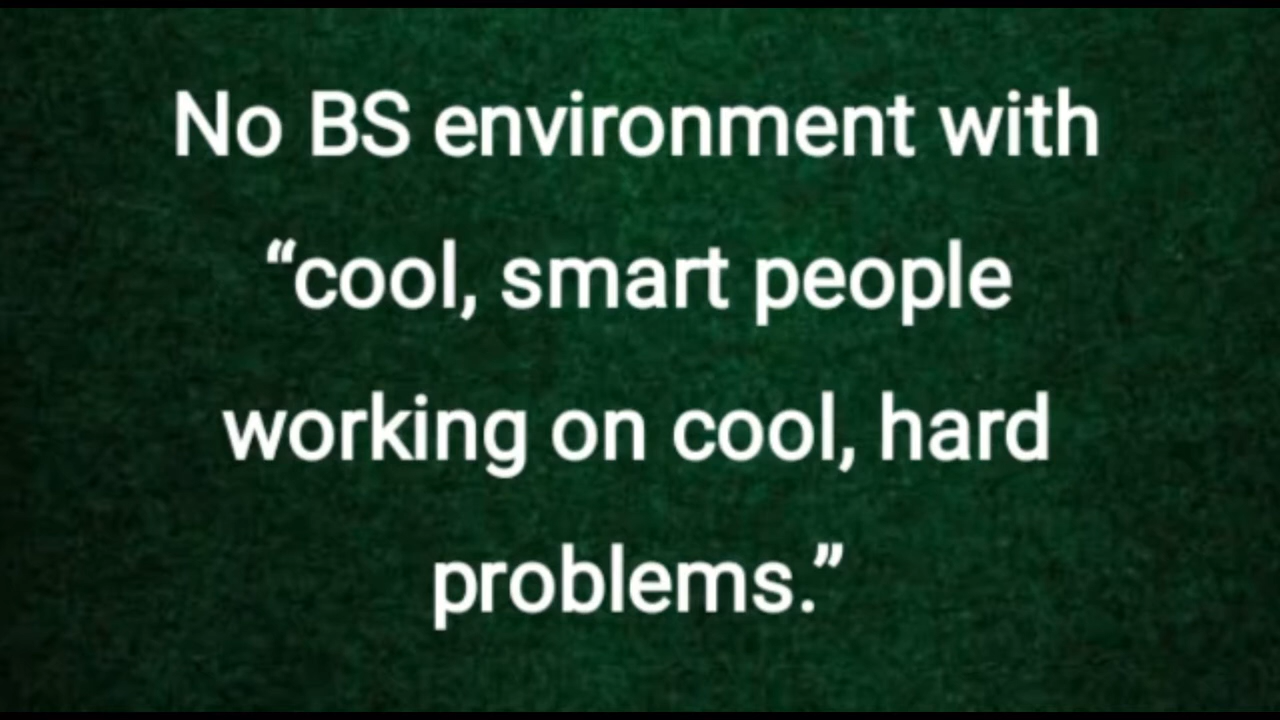 No BS environment with
“cool, smart people
working on cool, hard
problems.”